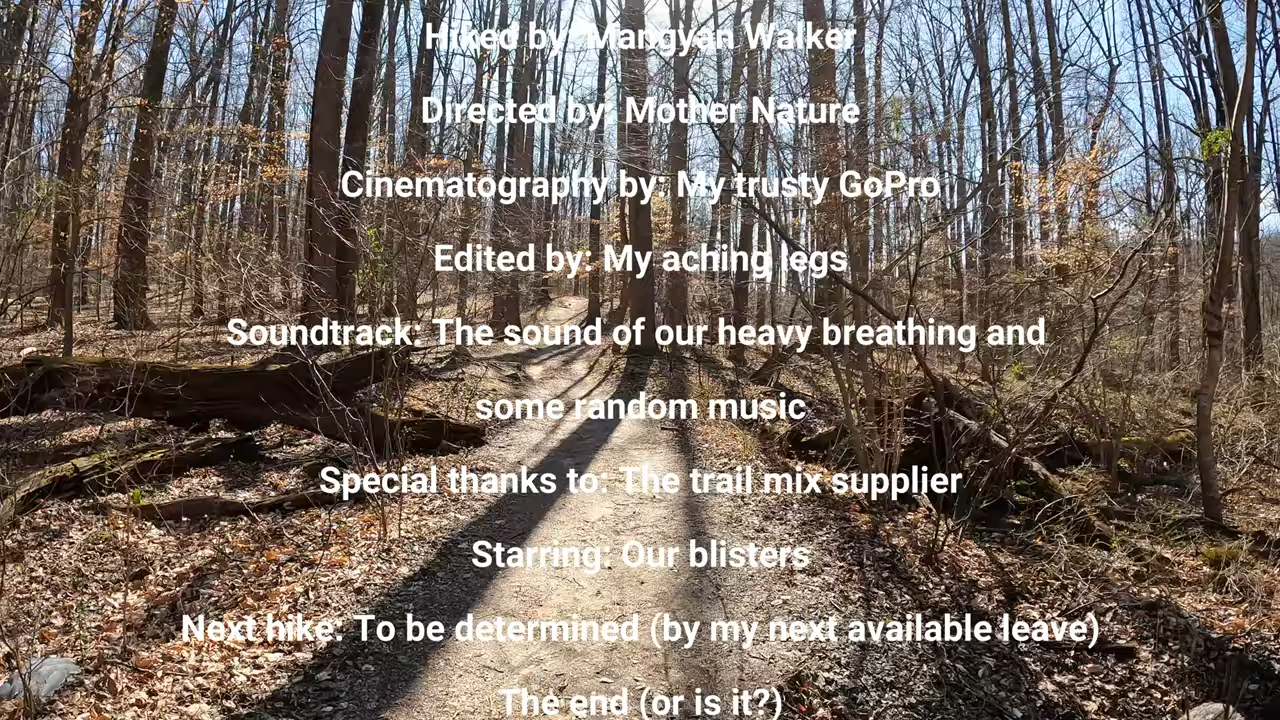 Hiked by: Mangyan Walker
Directed by: Mother Nature
Cinematography by: My trusty GoPro
Edited by: My aching legs
Soundtrack: The sound of our heavy breathing and
some random music
Special thanks to: The trail mix supplier
Starring: Our blisters
Next hike: To be determined (by my next available leave)
The end (or is it?)